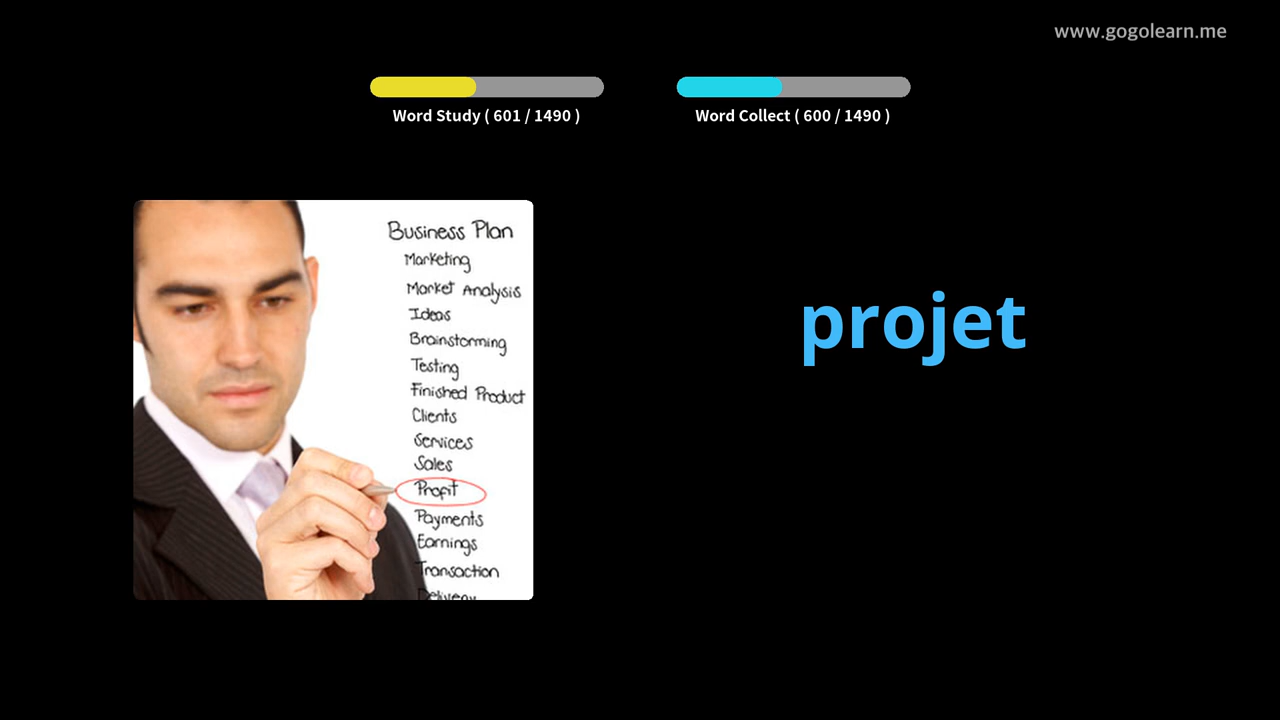 www.gogolearn.me
Word Study ( 601 / 1490 )
Word Collect ( 600 / 1490 )
Business Plan
Marketing
Market Analysis
Ideas
Brainstorming
Testing
Finished Product
Clients
Services
Sales
Profit
Payments
Earnings
Transaction
Delivery
projet